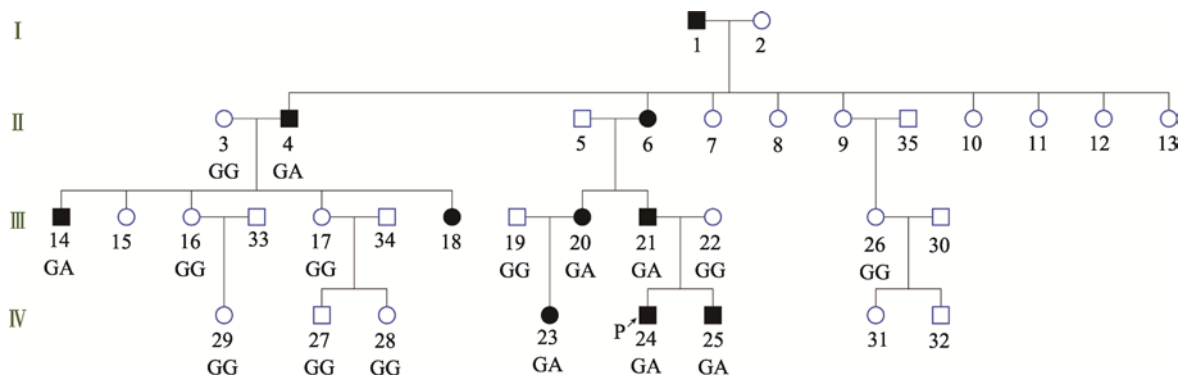 I
1 2
II
3 4 5 6 7 8 9 35 10 11 12 13
GG GA
III
14 15 16 33 17 34 18 19 20 21 22 26 30
GA GG GG GG GA GA GG GG
IV
P
29 27 28 23 24 25 31 32
GG GG GG GA GA GA